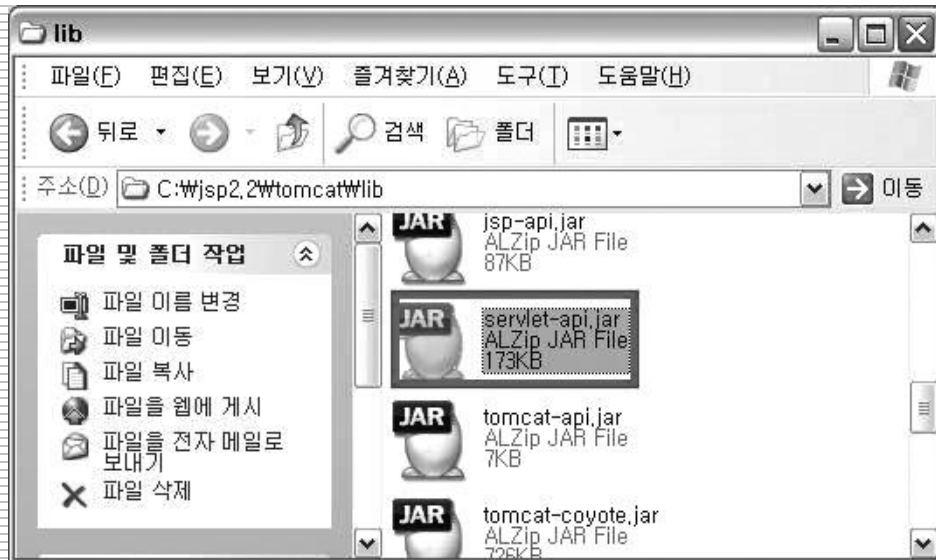 lib
파일(F) 편집(E) 보기(V) 즐겨찾기(A) 도구(T) 도움말(H)
뒤로 검색 폴더
주소(D) C:₩jsp2.2₩tomcat₩lib 이동
파일 및 폴더 작업
파일 이름 변경
파일 이동
파일 복사
파일을 웹에 게시
파일을 전자 메일로
보내기
파일 삭제
JAR jsp-api.jar
ALZip JAR File
87KB
JAR servlet-api.jar
ALZip JAR File
173KB
JAR tomcat-api.jar
ALZip JAR File
7KB
JAR tomcat-coyote.jar
ALZip JAR File
726KB